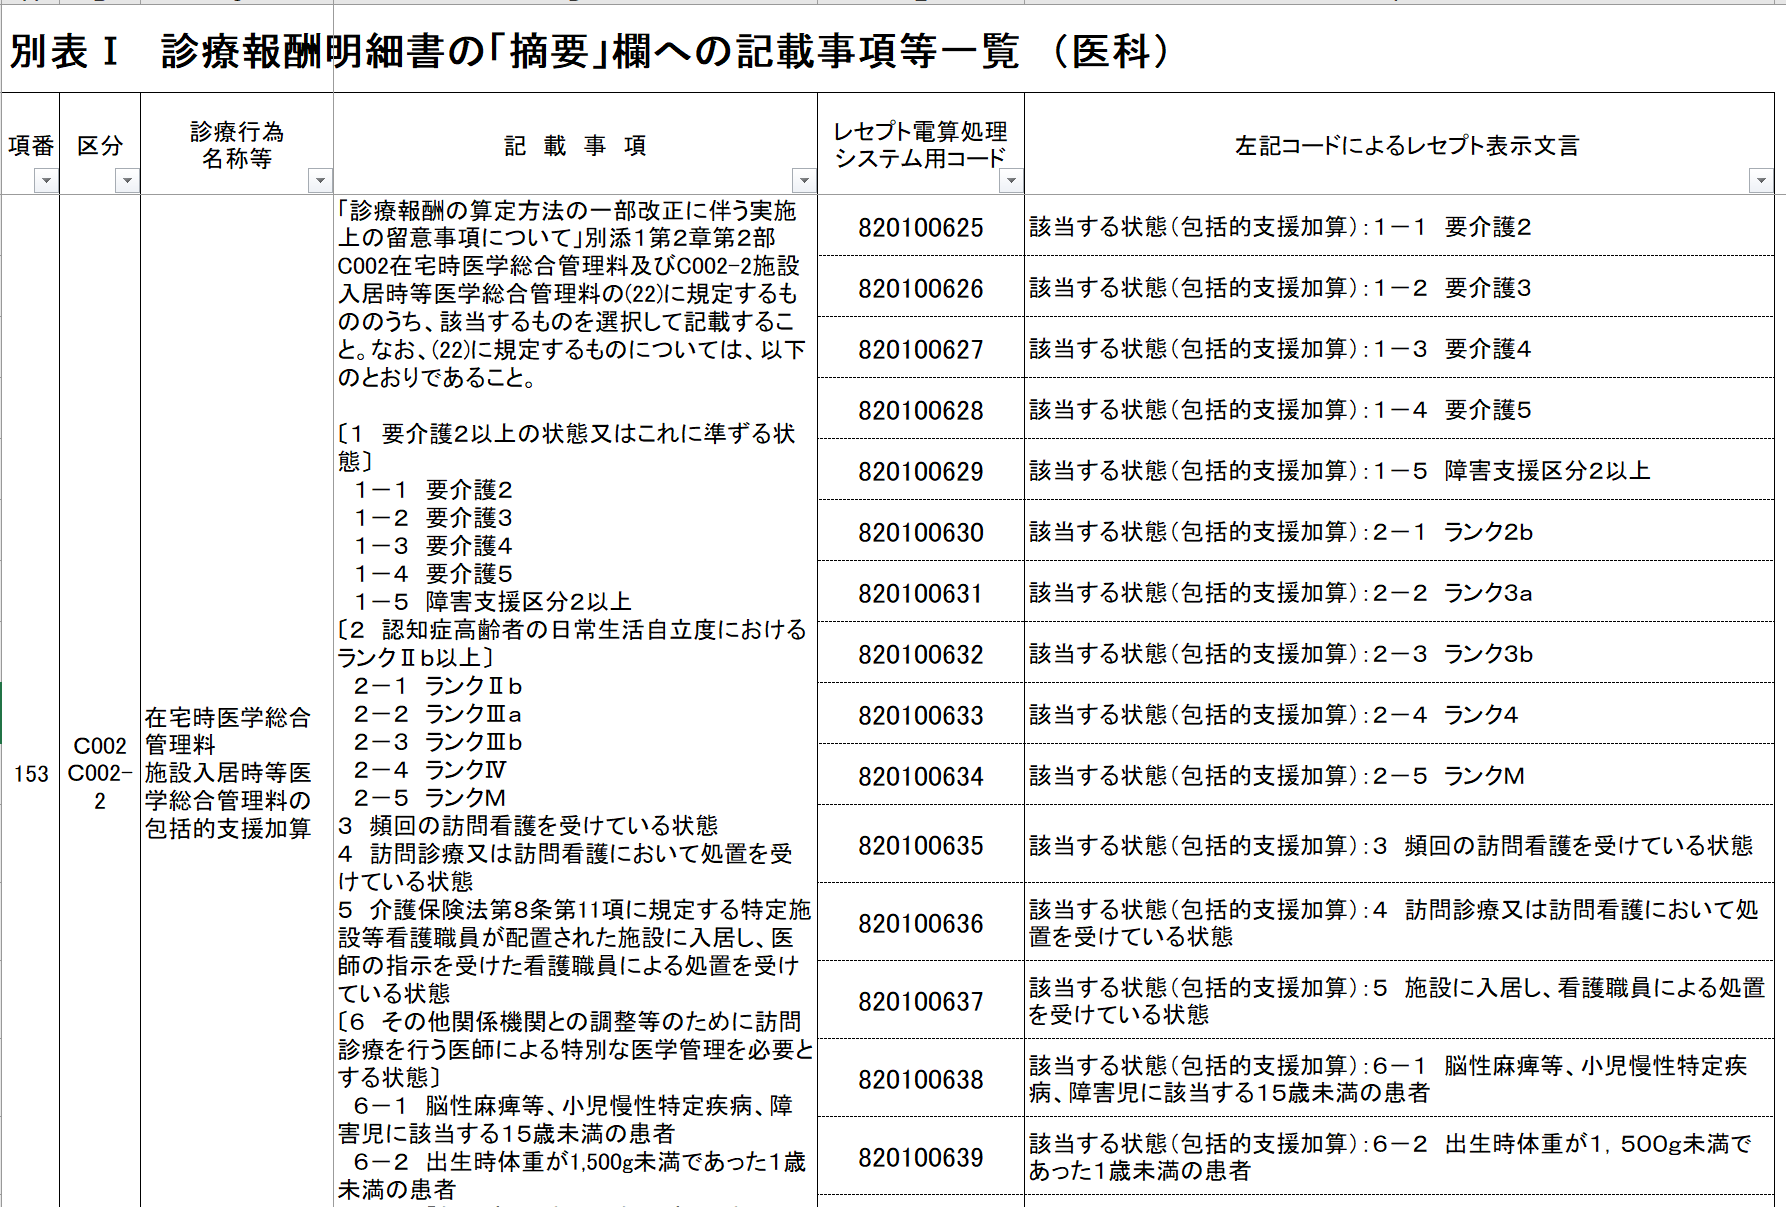 別表Ⅰ　診療報酬明細書の「摘要」欄への記載事項等一覧　（医科）
項番
区分
診療行為
名称等
記　載　事　項
レセプト電算処理
システム用コード
左記コードによるレセプト表示文言
153
C002
C002-
2
在宅時医学総合
管理料
施設入居時等医
学総合管理料の
包括的支援加算
「診療報酬の算定方法の一部改正に伴う実施
上の留意事項について」別添１第２章第２部
C002在宅時医学総合管理料及びC002-2施設
入居時等医学総合管理料の(22)に規定するも
ののうち、該当するものを選択して記載するこ
と。なお、(22)に規定するものについては、以下
のとおりであること。
〔１　要介護２以上の状態又はこれに準ずる状
態〕
１－１　要介護２
１－２　要介護３
１－３　要介護４
１－４　要介護５
１－５　障害支援区分２以上
〔２　認知症高齢者の日常生活自立度における
ランクⅡｂ以上〕
２－１　ランクⅡｂ
２－２　ランクⅢａ
２－３　ランクⅢｂ
２－４　ランクⅣ
２－５　ランクＭ
３　頻回の訪問看護を受けている状態
４　訪問診療又は訪問看護において処置を受
けている状態
５　介護保険法第８条第11項に規定する特定施
設等看護職員が配置された施設に入居し、医
師の指示を受けた看護職員による処置を受け
ている状態
〔６　その他関係機関との調整等のために訪問
診療を行う医師による特別な医学管理を必要と
する状態〕
６－１　脳性麻痺等、小児慢性特定疾病、障
害児に該当する１５歳未満の患者
６－２　出生時体重が1,500g未満であった１歳
未満の患者
820100625
該当する状態（包括的支援加算）：１－１　要介護２
820100626
該当する状態（包括的支援加算）：１－２　要介護３
820100627
該当する状態（包括的支援加算）：１－３　要介護４
820100628
該当する状態（包括的支援加算）：１－４　要介護５
820100629
該当する状態（包括的支援加算）：１－５　障害支援区分２以上
820100630
該当する状態（包括的支援加算）：２－１　ランク２ｂ
820100631
該当する状態（包括的支援加算）：２－２　ランク３ａ
820100632
該当する状態（包括的支援加算）：２－３　ランク３ｂ
820100633
該当する状態（包括的支援加算）：２－４　ランク４
820100634
該当する状態（包括的支援加算）：２－５　ランクＭ
820100635
該当する状態（包括的支援加算）：３　頻回の訪問看護を受けている状態
820100636
該当する状態（包括的支援加算）：４　訪問診療又は訪問看護において処
置を受けている状態
820100637
該当する状態（包括的支援加算）：５　施設に入居し、看護職員による処置
を受けている状態
820100638
該当する状態（包括的支援加算）：６－１　脳性麻痺等、小児慢性特定疾
病、障害児に該当する１５歳未満の患者
820100639
該当する状態（包括的支援加算）：６－２　出生時体重が１，５００ｇ未満で
あった１歳未満の患者